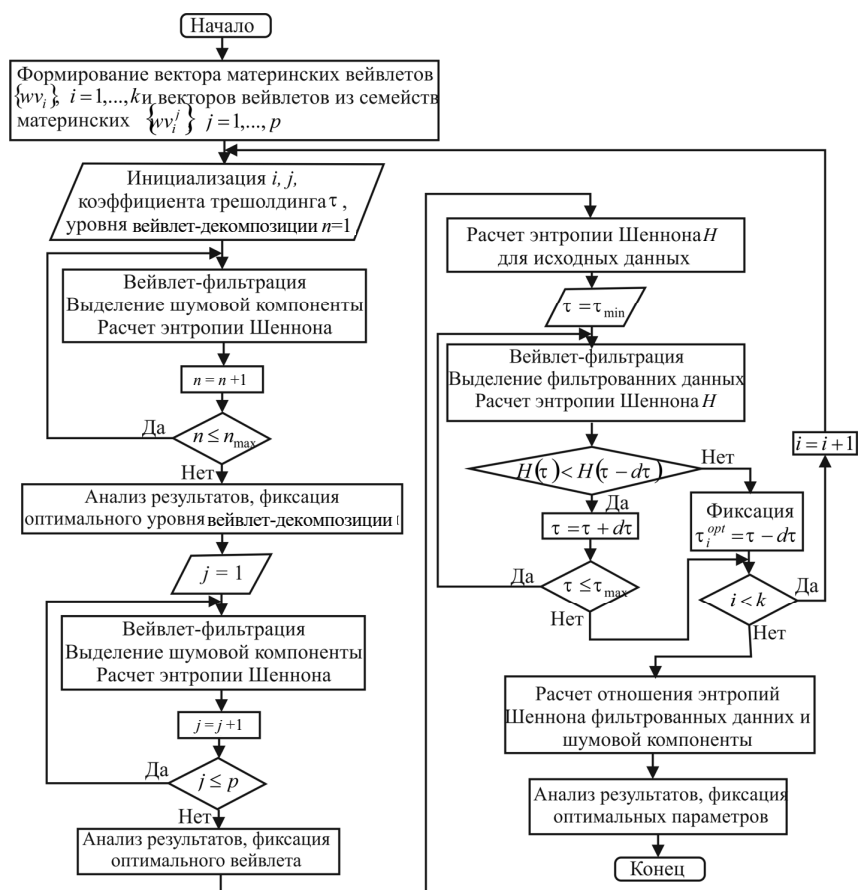 Начало
Формирование вектора материнских вейвлетов
{wv_i}, i=1,...,k и векторов вейвлетов из семейств
материнских {wv_i^j} j=1,...,p
Инициализация i, j,
коэффициента трешолдинга τ,
уровня вейвлет-декомпозиции n=1
Вейвлет-фильтрация
Выделение шумовой компоненты
Расчет энтропии Шеннона
n = n +1
Да
n ≤ n_max
Нет
Анализ результатов, фиксация
оптимального уровня вейвлет-декомпозиции
j = 1
Вейвлет-фильтрация
Выделение шумовой компоненты
Расчет энтропии Шеннона
j = j +1
Да
j ≤ p
Нет
Анализ результатов, фиксация
оптимального вейвлета
Расчет энтропии Шеннона H
для исходных данных
τ = τ_min
Вейвлет-фильтрация
Выделение фильтрованних данных
Расчет энтропии Шеннона H
H(τ) < H(τ − dτ)
Нет
Да
τ = τ + dτ
Фиксация
τ_i^opt = τ − dτ
i = i +1
Да
τ ≤ τ_max
Нет
i < k
Да
Нет
Расчет отношения энтропий
Шеннона фильтрованных данних и
шумовой компоненты
Анализ результатов, фиксация
оптимальных параметров
Конец